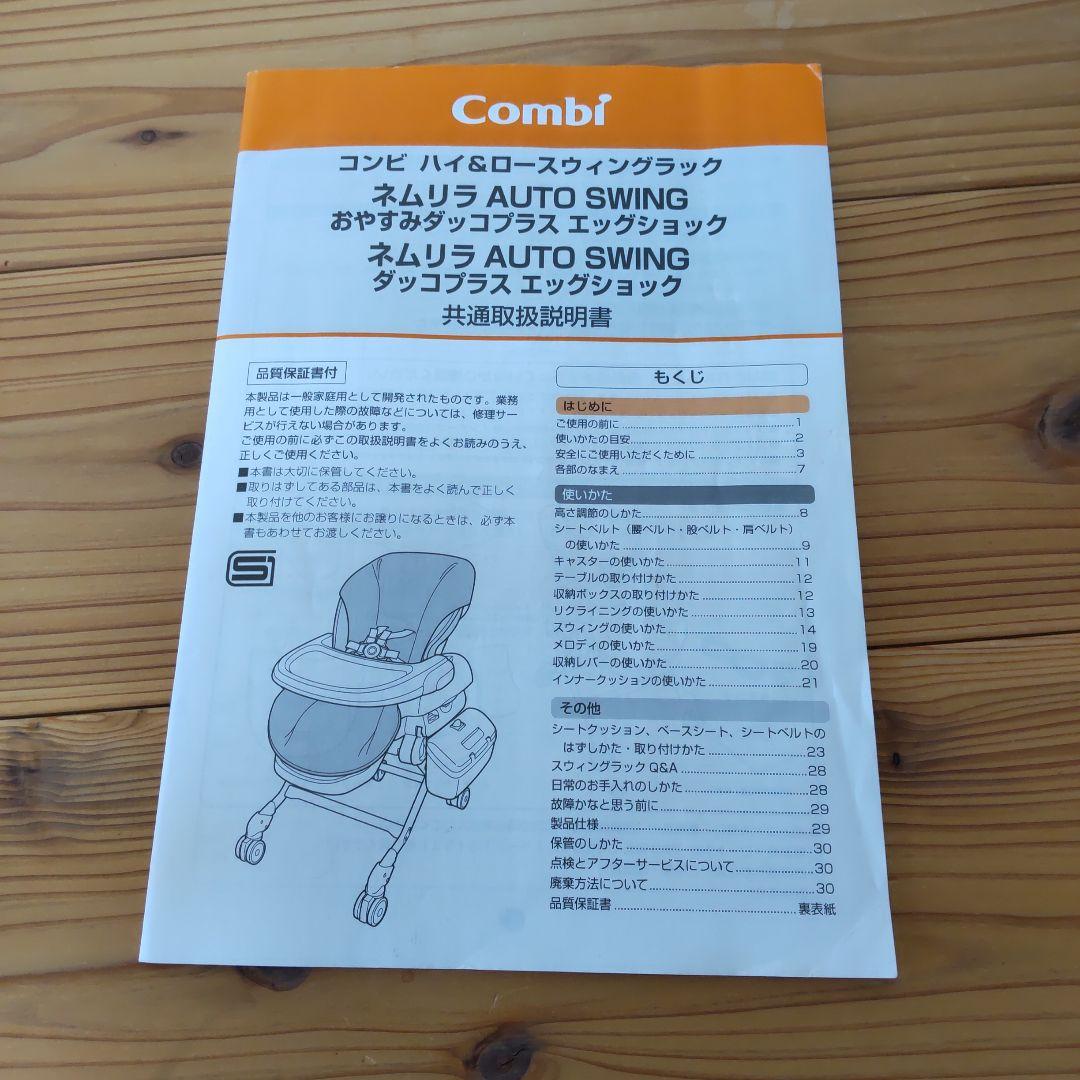 Combi
コンビ ハイ&ロースウィングラック
ネムリラ AUTO SWING
おやすみダッコプラス エッグショック
ネムリラ AUTO SWING
ダッコプラス エッグショック
共通取扱説明書
品質保証書付
本製品は一般家庭用として開発されたものです。業務
用として使用した際の故障などについては、修理サー
ビスが行えない場合があります。
ご使用の前に必ずこの取扱説明書をよくお読みのうえ、
正しくご使用ください。
■本書は大切に保管してください。
■取りはずしてある部品は、本書をよく読んで正しく
取り付けてください。
■本製品を他のお客様にお譲りになるときは、必ず本
書もあわせてお渡しください。
もくじ
はじめに
ご使用の前に 1
使いかたの目安 2
安全にご使用いただくために 3
各部のなまえ 7
使いかた
高さ調節のしかた 8
シートベルト(腰ベルト・股ベルト・肩ベルト)
の使いかた 9
キャスターの使いかた 11
テーブルの取り付けかた 12
収納ボックスの取り付けかた 12
リクライニングの使いかた 13
スウィングの使いかた 14
メロディの使いかた 19
収納レバーの使いかた 20
インナークッションの使いかた 21
その他
シートクッション、ベースシート、シートベルトの
はずしかた・取り付けかた 23
スウィングラック Q&A 28
日常のお手入れのしかた 28
故障かなと思う前に 29
製品仕様 29
保管のしかた 30
点検とアフターサービスについて 30
廃棄方法について 30
品質保証書 裏表紙